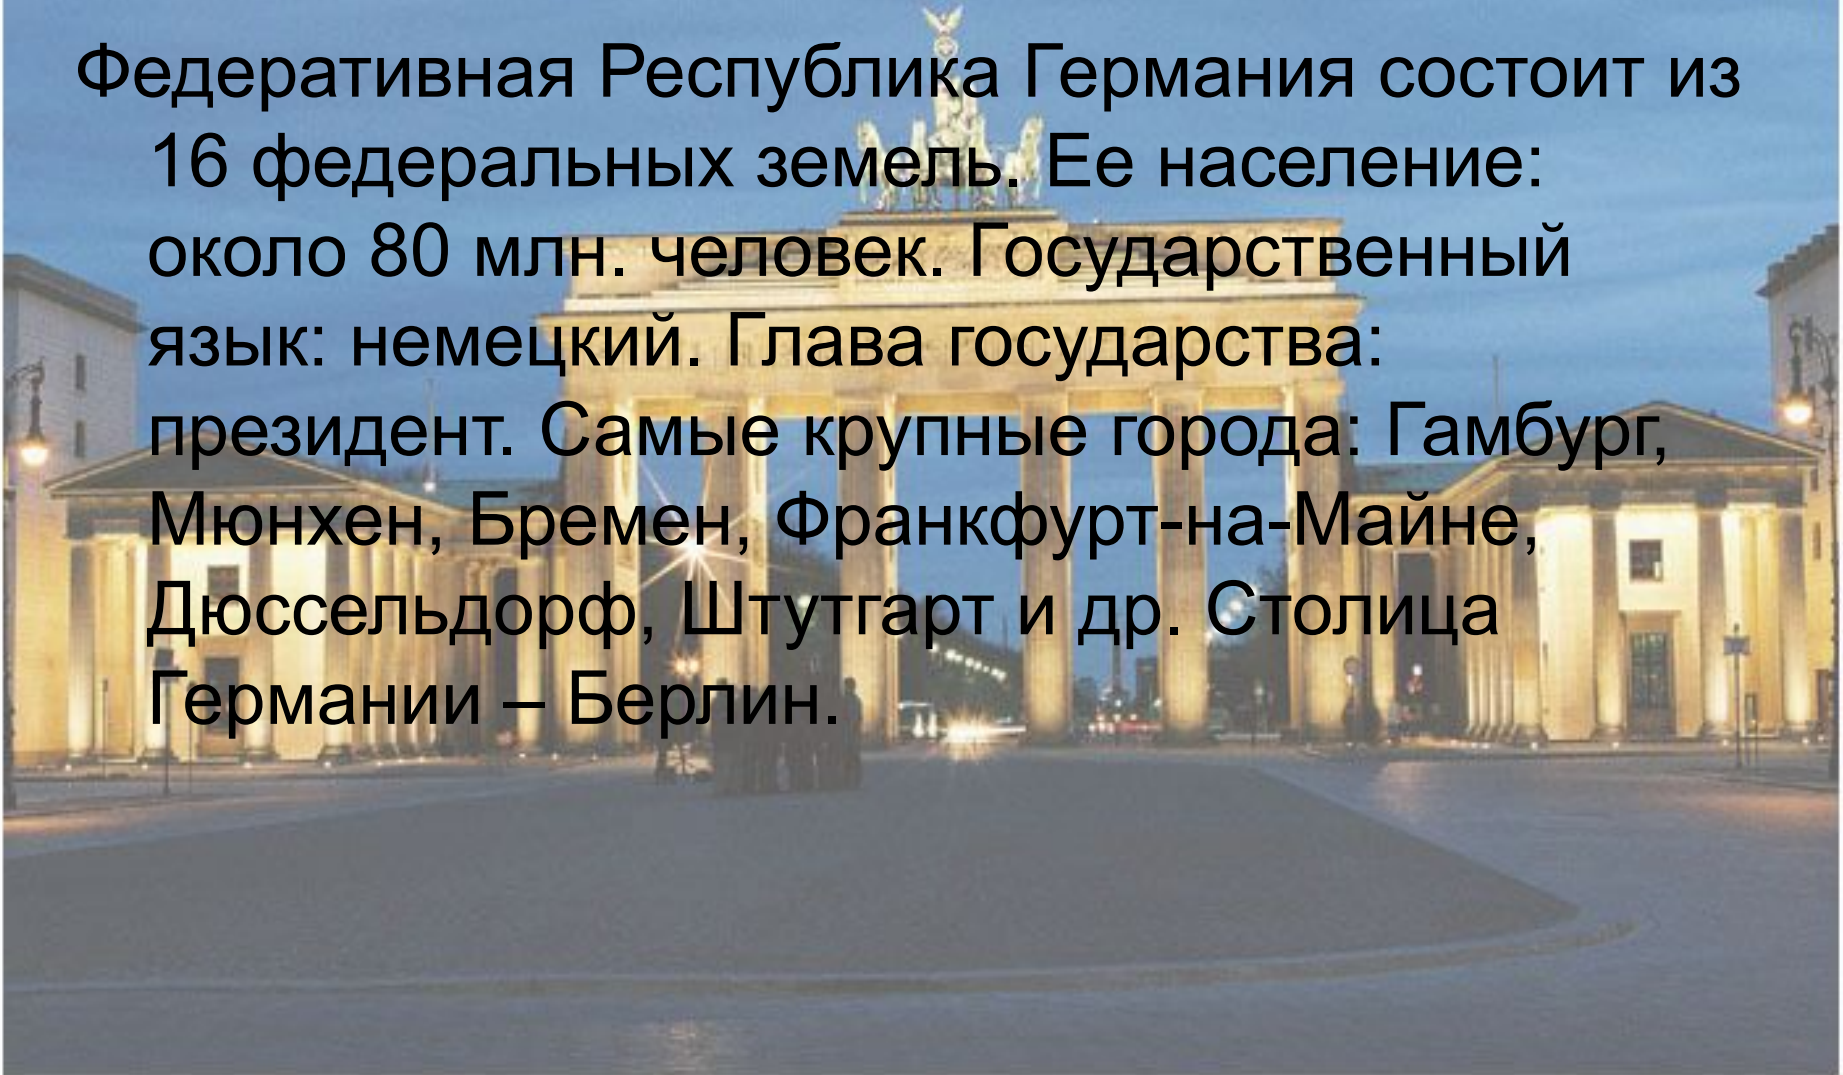 Федеративная Республика Германия состоит из
16 федеральных земель. Ее население:
около 80 млн. человек. Государственный
язык: немецкий. Глава государства:
президент. Самые крупные города: Гамбург,
Мюнхен, Бремен, Франкфурт-на-Майне,
Дюссельдорф, Штутгарт и др. Столица
Германии – Берлин.